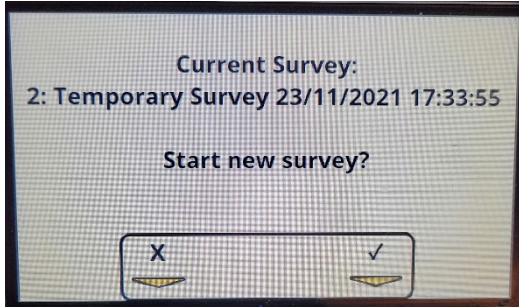 Current Survey:
2: Temporary Survey 23/11/2021 17:33:55
Start new survey?
X ✓